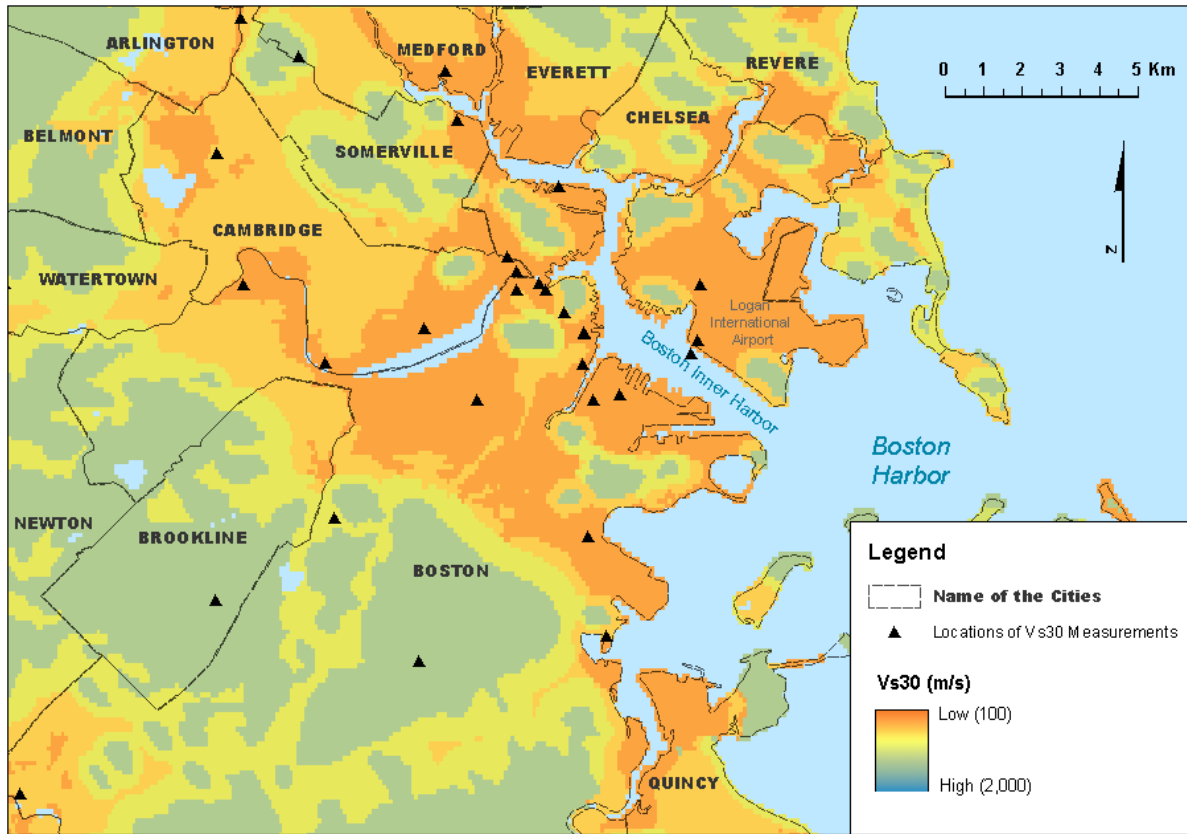 ARLINGTON
MEDFORD
EVERETT
REVERE
0 1 2 3 4 5 Km
BELMONT
SOMERVILLE
CHELSEA
CAMBRIDGE
N
WATERTOWN
Logan
International
Airport
Boston Inner Harbor
Boston
Harbor
NEWTON
BROOKLINE
BOSTON
QUINCY
Legend
Name of the Cities
Locations of Vs30 Measurements
Vs30 (m/s)
Low (100)
High (2,000)